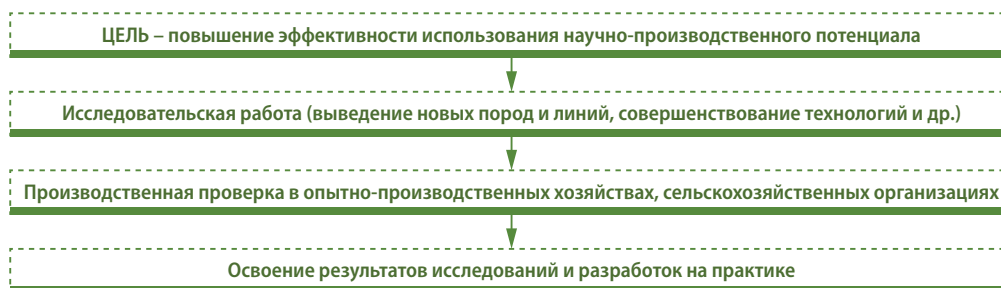 ЦЕЛЬ – повышение эффективности использования научно-производственного потенциала
Исследовательская работа (выведение новых пород и линий, совершенствование технологий и др.)
Производственная проверка в опытно-производственных хозяйствах, сельскохозяйственных организациях
Освоение результатов исследований и разработок на практике